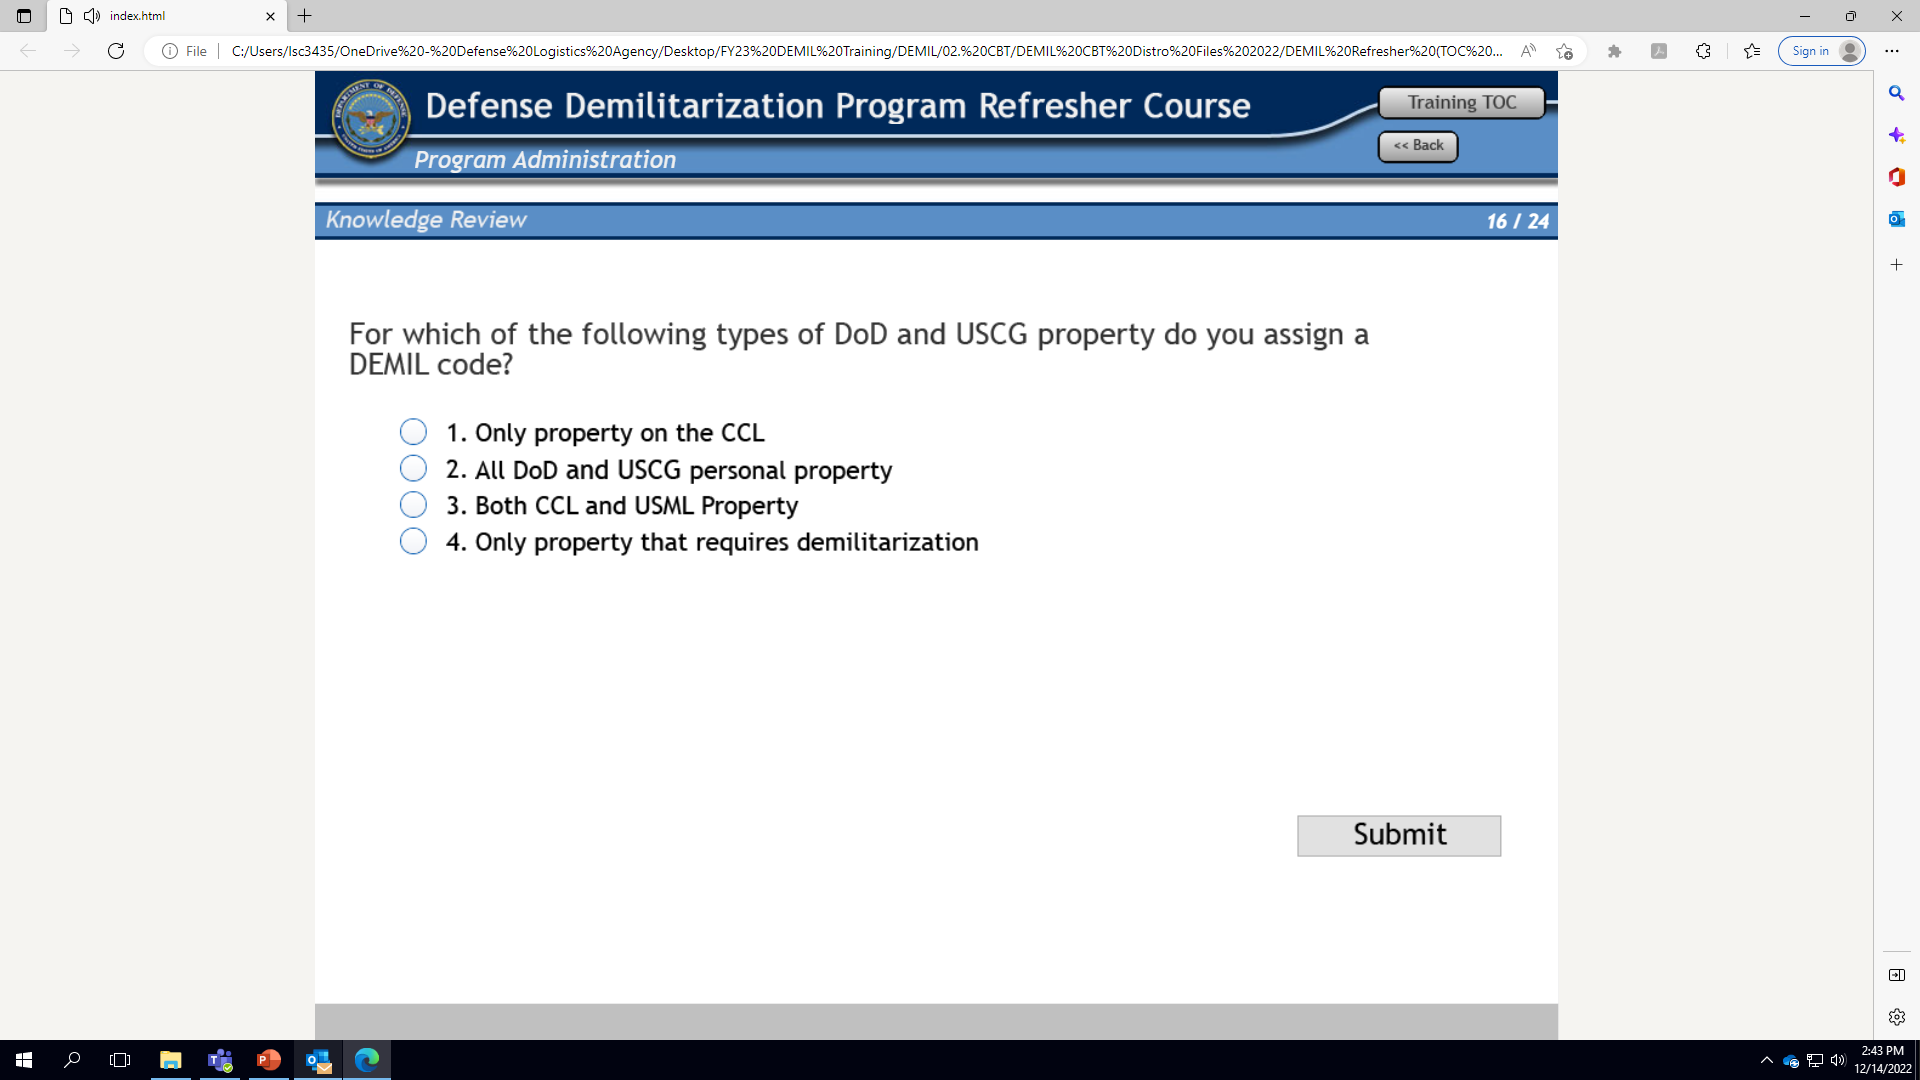 index.html
File
C:/Users/lsc3435/OneDrive%20-%20Defense%20Logistics%20Agency/Desktop/FY23%20DEMIL%20Training/DEMIL/02.%20CBT/DEMIL%20CBT%20Distro%20Files%202022/DEMIL%20Refresher%20(TOC%20...
Sign in
Defense Demilitarization Program Refresher Course
Training TOC
<< Back
Program Administration
Knowledge Review
16 / 24
For which of the following types of DoD and USCG property do you assign a
DEMIL code?
1. Only property on the CCL
2. All DoD and USCG personal property
3. Both CCL and USML Property
4. Only property that requires demilitarization
Submit
2:43 PM
12/14/2022